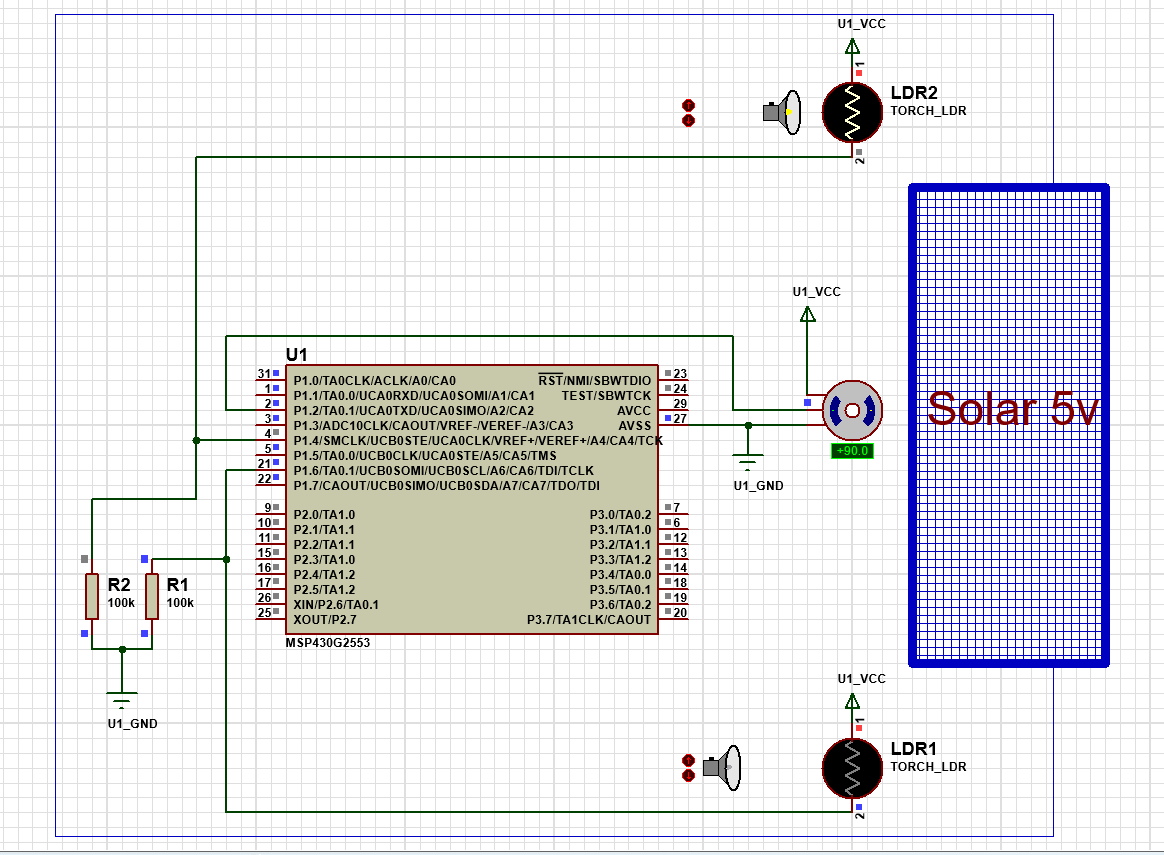 U1_VCC
1
LDR2
TORCH_LDR
2
U1_VCC
Solar 5v
+90.0
U1_GND
U1
31 P1.0/TA0CLK/ACLK/A0/CA0
1 P1.1/TA0.0/UCA0RXD/UCA0SOMI/A1/CA1
2 P1.2/TA0.1/UCA0TXD/UCA0SIMO/A2/CA2
3 P1.3/ADC10CLK/CAOUT/VREF-/VEREF-/A3/CA3
4 P1.4/SMCLK/UCB0STE/UCA0CLK/VREF+/VEREF+/A4/CA4/TCK
5 P1.5/TA0.0/UCB0CLK/UCA0STE/A5/CA5/TMS
21 P1.6/TA0.1/UCB0SOMI/UCB0SCL/A6/CA6/TDI/TCLK
22 P1.7/CAOUT/UCB0SIMO/UCB0SDA/A7/CA7/TDO/TDI
9 P2.0/TA1.0
10 P2.1/TA1.1
11 P2.2/TA1.1
15 P2.3/TA1.0
16 P2.4/TA1.2
17 P2.5/TA1.2
26 XIN/P2.6/TA0.1
25 XOUT/P2.7
RST/NMI/SBWTDIO 23
TEST/SBWTCK 24
AVCC 29
AVSS 27
P3.0/TA0.2 7
P3.1/TA1.0 6
P3.2/TA1.1 12
P3.3/TA1.2 13
P3.4/TA0.0 14
P3.5/TA0.1 18
P3.6/TA0.2 19
P3.7/TA1CLK/CAOUT 20
MSP430G2553
R2
100k
R1
100k
U1_GND
U1_VCC
1
LDR1
TORCH_LDR
2